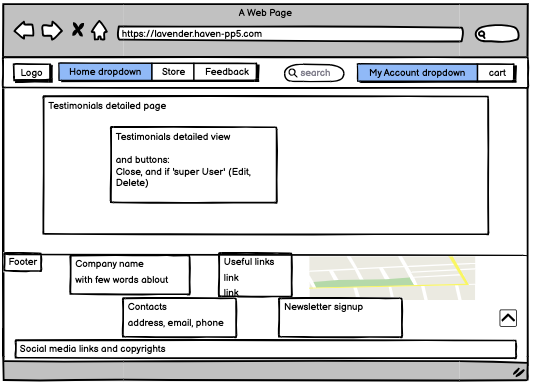 A Web Page
https://lavender.haven-pp5.com
Logo
Home dropdown
Store
Feedback
search
My Account dropdown
cart
Testimonials detailed page
Testimonials detailed view
and buttons:
Close, and if 'super User' (Edit,
Delete)
Footer
Company name
with few words ablout
Useful links
link
link
Contacts
address, email, phone
Newsletter signup
Social media links and copyrights